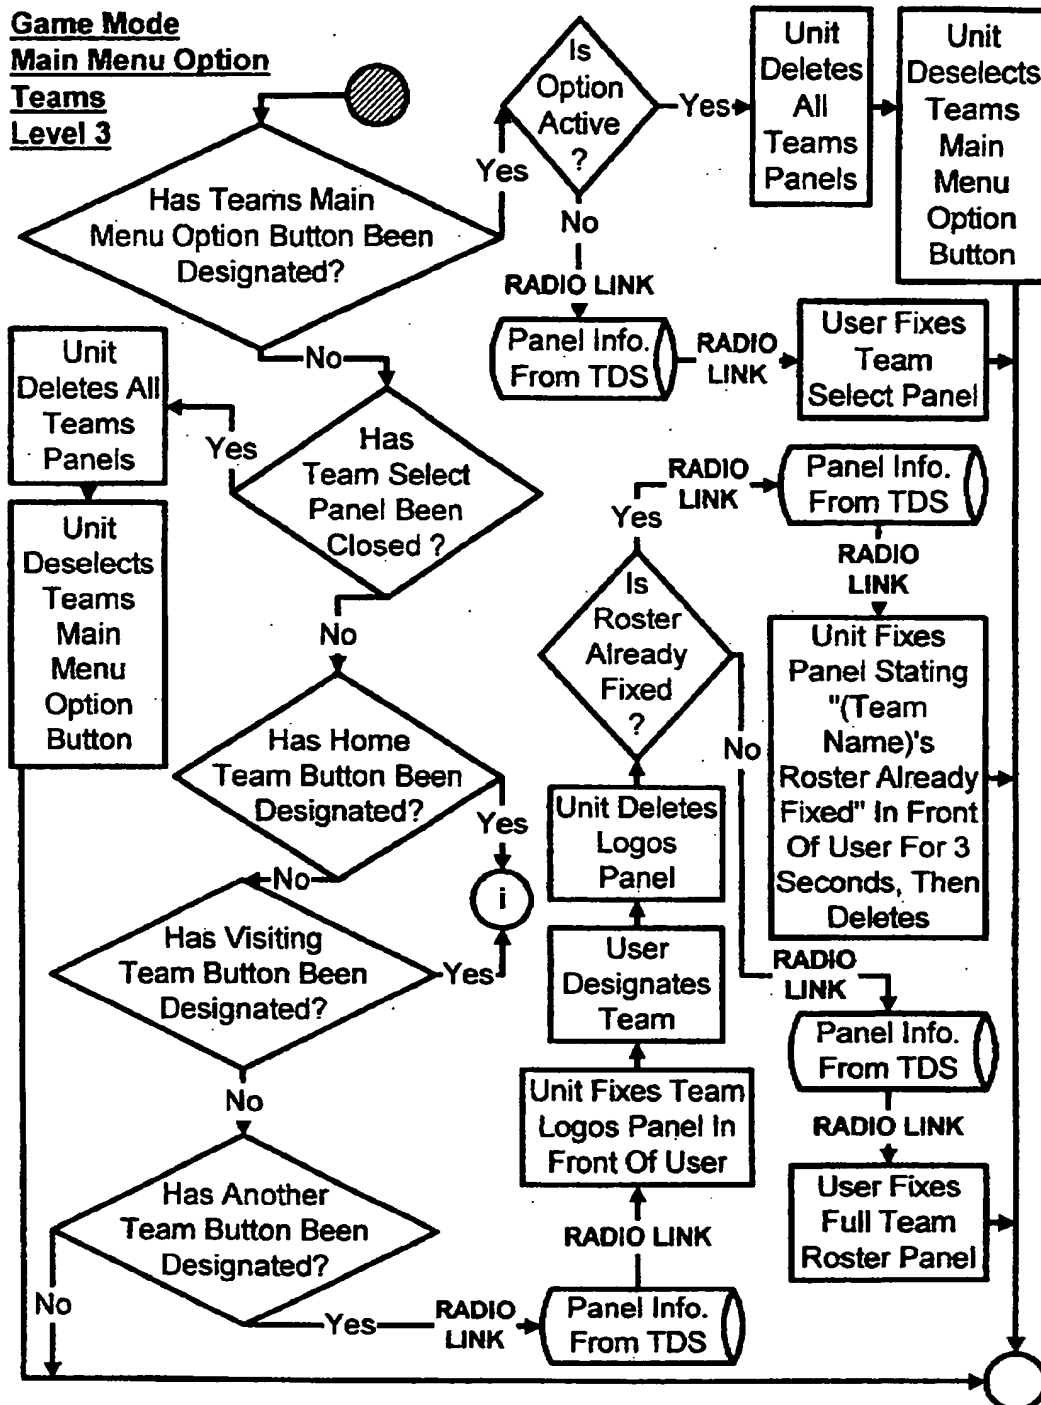 Game Mode
Main Menu Option
Teams
Level 3
Has Teams Main
Menu Option Button Been
Designated?
Yes
Is
Option
Active
?
Yes
Unit
Deletes
All
Teams
Panels
Unit
Deselects
Teams
Main
Menu
Option
Button
No
RADIO LINK
Panel Info.
From TDS
RADIO
LINK
User Fixes
Team
Select Panel
No
Has
Team Select
Panel Been
Closed ?
Yes
Unit
Deletes All
Teams
Panels
Unit
Deselects
Teams
Main
Menu
Option
Button
No
Has Home
Team Button Been
Designated?
Yes
i
No
Has Visiting
Team Button Been
Designated?
Yes
No
Has Another
Team Button Been
Designated?
No
Yes
RADIO
LINK
Panel Info.
From TDS
RADIO LINK
Unit Fixes Team
Logos Panel In
Front Of User
User
Designates
Team
Unit Deletes
Logos
Panel
Is
Roster
Already
Fixed
?
Yes
RADIO
LINK
Panel Info.
From TDS
RADIO
LINK
Unit Fixes
Panel Stating
"(Team
Name)'s
Roster Already
Fixed" In Front
Of User For 3
Seconds, Then
Deletes
No
RADIO
LINK
Panel Info.
From TDS
RADIO LINK
User Fixes
Full Team
Roster Panel